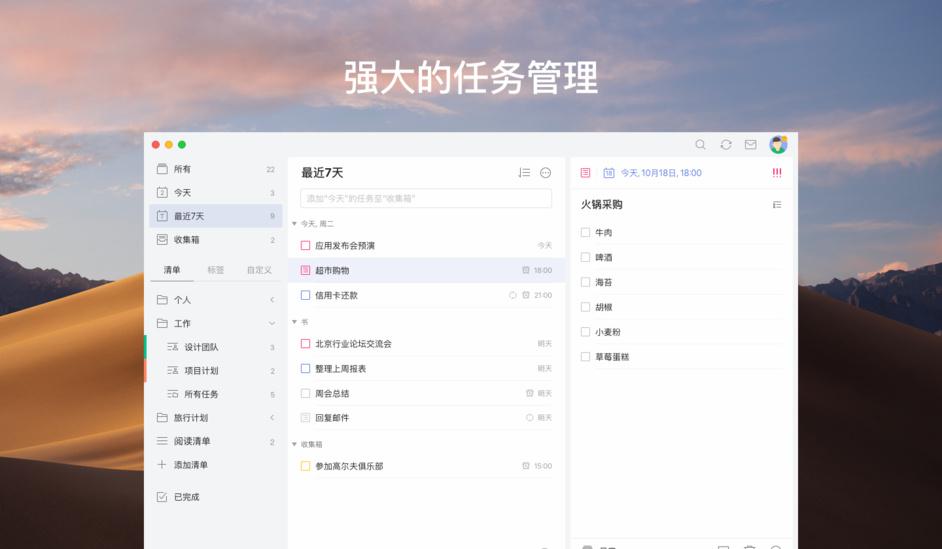 强大的任务管理
所有 22
今天 3
最近7天 9
收集箱 2
清单 标签 自定义
个人
工作
设计团队 3
项目计划 2
所有任务 5
旅行计划
阅读清单 2
添加清单
已完成
最近7天
添加"今天"的任务至"收集箱"
今天, 周二
应用发布会预演 今天
超市购物 18:00
信用卡还款 21:00
书
北京行业论坛交流会 明天
整理上周报表 明天
周会总结 明天
回复邮件 明天
收集箱
参加高尔夫俱乐部 15:00
18 今天, 10月18日, 18:00
火锅采购
牛肉
啤酒
海苔
胡椒
小麦粉
草莓蛋糕